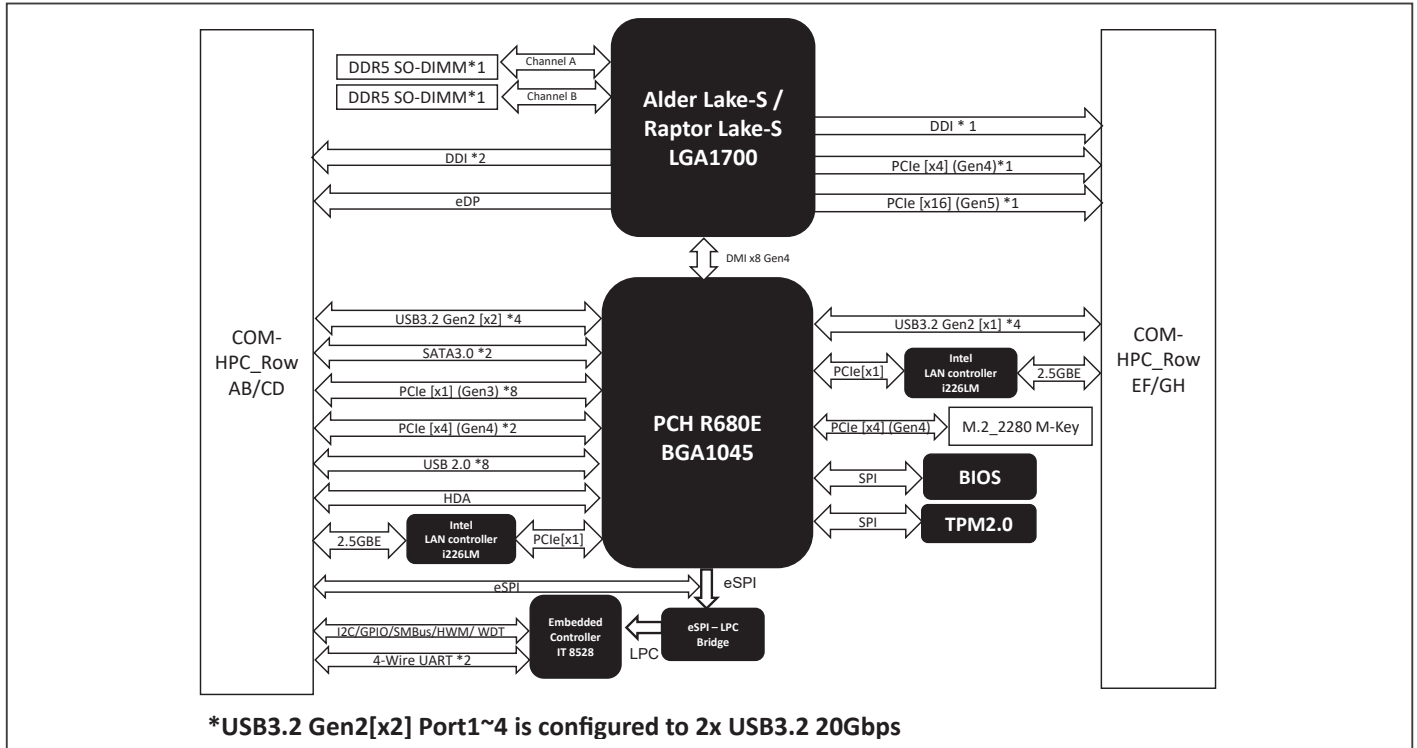 DDR5 SO-DIMM*1
Channel A
DDR5 SO-DIMM*1
Channel B
Alder Lake-S /
Raptor Lake-S
LGA1700
DDI *2
eDP
DDI * 1
PCIe [x4] (Gen4)*1
PCIe [x16] (Gen5) *1
DMI x8 Gen4
COM-
HPC_Row
AB/CD
USB3.2 Gen2 [x2] *4
SATA3.0 *2
PCIe [x1] (Gen3) *8
PCIe [x4] (Gen4) *2
USB 2.0 *8
HDA
2.5GBE
Intel
LAN controller
i226LM
PCIe[x1]
PCH R680E
BGA1045
USB3.2 Gen2 [x1] *4
PCIe[x1]
Intel
LAN controller
i226LM
2.5GBE
COM-
HPC_Row
EF/GH
PCIe [x4] (Gen4)
M.2_2280 M-Key
SPI
BIOS
SPI
TPM2.0
eSPI
eSPI
I2C/GPIO/SMBus/HWM/ WDT
4-Wire UART *2
Embedded
Controller
IT 8528
LPC
eSPI – LPC
Bridge
*USB3.2 Gen2[x2] Port1~4 is configured to 2x USB3.2 20Gbps